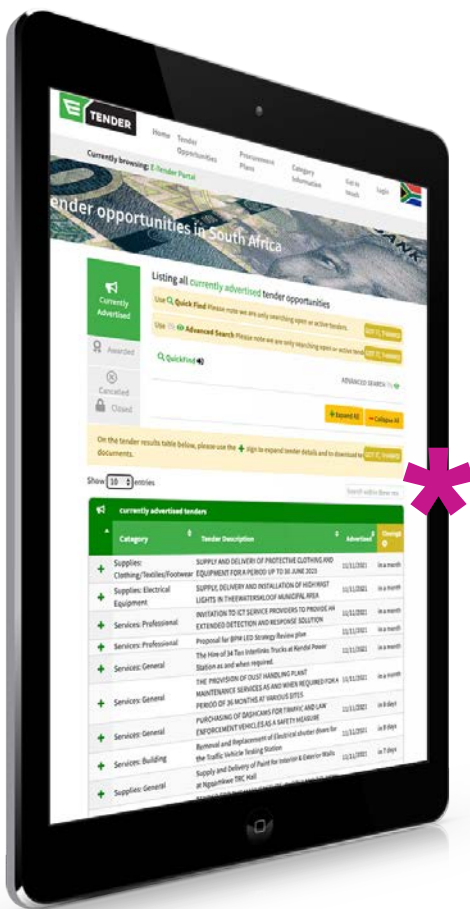 E TENDER
Home
Tender Opportunities
Procurement Plans
Category Information
Get in touch
Login
Currently browsing: E-Tender Portal
ender opportunities in South Africa
Currently Advertised
Awarded
Cancelled
Closed
Listing all currently advertised tender opportunities
Use Quick Find Please note we are only searching open or active tenders.
GOT IT, THANKS
Use Advanced Search Please note we are only searching open or active
GOT IT, THANKS
QuickFind
ADVANCED SEARCH
+ Expand All
Collapse All
On the tender results table below, please use the + sign to expand tender details and to download
GOT IT, THANKS
documents.
Show 10 entries
Search within these
currently advertised tenders
Category
Tender Description
Advertised
+ Supplies: Clothing/Textiles/Footwear
SUPPLY AND DELIVERY OF PROTECTIVE CLOTHING AND
EQUIPMENT FOR A PERIOD UP TO 30 JUNE
11/11/2021
in a month
+ Supplies: Electrical Equipment
SUPPLY, DELIVERY AND INSTALLATION OF HIGH MAST
LIGHTS IN THEEWATERSKLOOF MUNICIPAL AREA
11/11/2021
in a month
+ Services: Professional
INVITATION TO ICT SERVICE PROVIDERS TO PROVIDE AN
EXTENDED DETECTION AND RESPONSE SOLUTION
11/11/2021
in a month
+ Services: Professional
Proposal for BPM LED Strategy Review plan
11/11/2021
in a month
+ Services: General
The Hire of 34 Ton Interlinks Trucks at Kendal Power
Station as and when required.
11/11/2021
in a month
+ Services: General
THE PROVISION OF DUST HANDLING PLANT
MAINTENANCE SERVICES AS AND WHEN REQUIRED FOR A
PERIOD OF 36 MONTHS AT VARIOUS SITES
11/11/2021
in a month
+ Services: General
PURCHASING OF DASHCAMS FOR TRAFFIC AND LAW
ENFORCEMENT VEHICLES AS A SAFETY MEASURE
11/11/2021
in 8 days
+ Services: Building
Removal and Replacement of Electrical shutter doors for
the Traffic Vehicle Testing Station
11/11/2021
in 8 days
+ Supplies: General
Supply and Delivery of Paint for Interior & Exterior Walls
at Ngqamkwe TRC Hall
11/11/2021
in 7 days